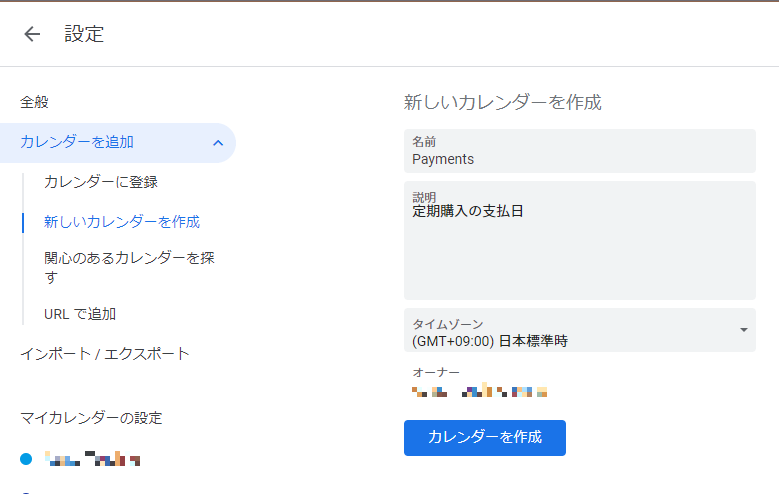 設定
全般
カレンダーを追加
カレンダーに登録
新しいカレンダーを作成
関心のあるカレンダーを探
す
URL で追加
インポート / エクスポート
マイカレンダーの設定
新しいカレンダーを作成
名前
Payments
説明
定期購入の支払日
タイムゾーン
(GMT+09:00) 日本標準時
オーナー
カレンダーを作成